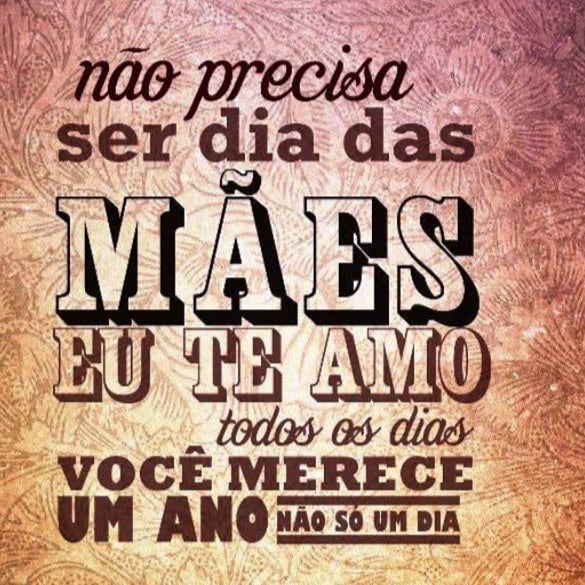 não precisa
ser dia das
MÃES
EU TE AMO
todos os dias
VOCÊ MERECE
UM ANO NÃO SÓ UM DIA